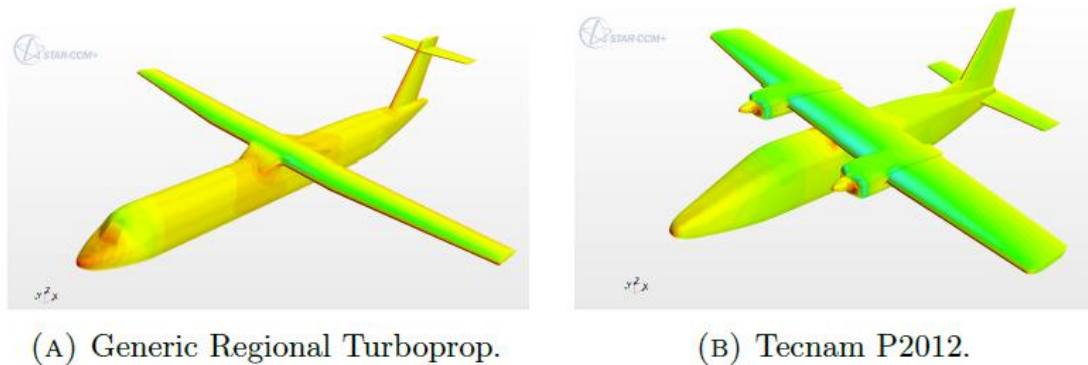 STAR-CCM+
STAR-CCM+
Y Z X
Y Z X
(A) Generic Regional Turboprop.
(B) Tecnam P2012.